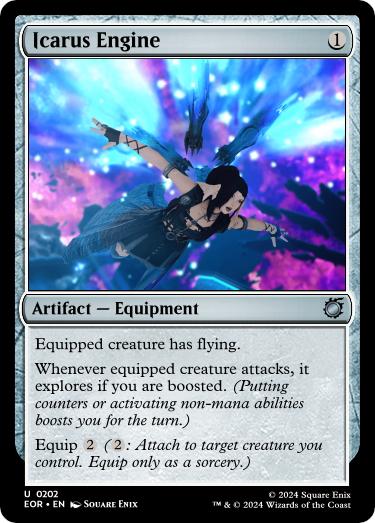 Icarus Engine 1
Artifact — Equipment
Equipped creature has flying.
Whenever equipped creature attacks, it
explores if you are boosted. (Putting
counters or activating non-mana abilities
boosts you for the turn.)
Equip 2 (2: Attach to target creature you
control. Equip only as a sorcery.)
U 0202
EOR • EN SQUARE ENIX
© 2024 Square Enix
™ & © 2024 Wizards of the Coast